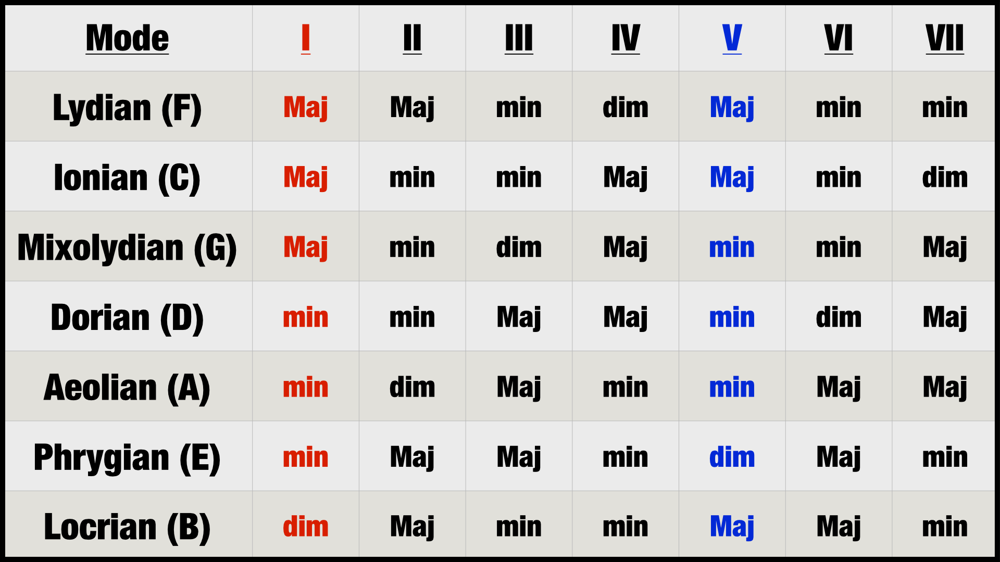 Mode I II III IV V VI VII
Lydian (F) Maj Maj min dim Maj min min
Ionian (C) Maj min min Maj Maj min dim
Mixolydian (G) Maj min dim Maj min min Maj
Dorian (D) min min Maj Maj min dim Maj
Aeolian (A) min dim Maj min min Maj Maj
Phrygian (E) min Maj Maj min dim Maj min
Locrian (B) dim Maj min min Maj Maj min